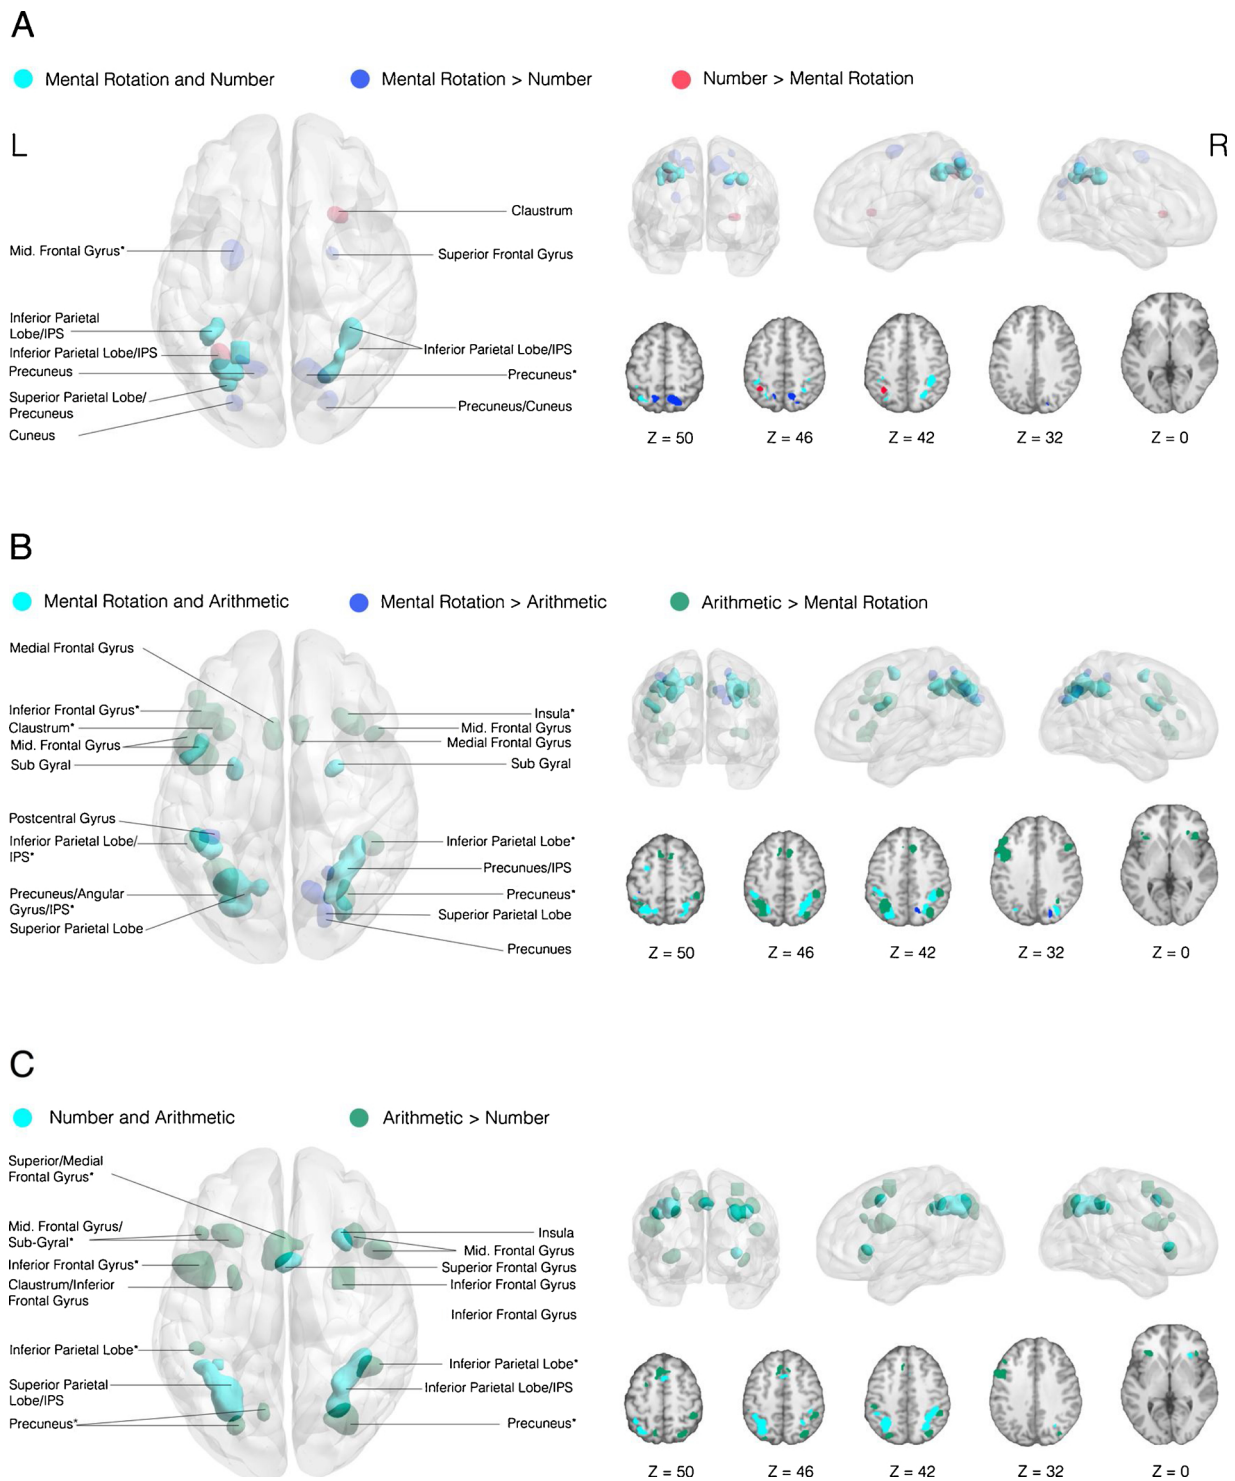 A
Mental Rotation and Number
Mental Rotation > Number
Number > Mental Rotation
L
R
Claustrum
Mid. Frontal Gyrus*
Superior Frontal Gyrus
Inferior Parietal
Lobe/IPS
Inferior Parietal Lobe/IPS
Inferior Parietal Lobe/IPS
Precuneus
Precuneus*
Superior Parietal Lobe/
Precuneus
Precuneus/Cuneus
Cuneus
Z = 50
Z = 46
Z = 42
Z = 32
Z = 0
B
Mental Rotation and Arithmetic
Mental Rotation > Arithmetic
Arithmetic > Mental Rotation
Medial Frontal Gyrus
Inferior Frontal Gyrus*
Claustrum*
Mid. Frontal Gyrus
Sub Gyral
Insula*
Mid. Frontal Gyrus
Medial Frontal Gyrus
Sub Gyral
Postcentral Gyrus
Inferior Parietal Lobe/
IPS*
Precuneus/Angular
Gyrus/IPS*
Superior Parietal Lobe
Inferior Parietal Lobe*
Precunues/IPS
Precuneus*
Superior Parietal Lobe
Precunues
Z = 50
Z = 46
Z = 42
Z = 32
Z = 0
C
Number and Arithmetic
Arithmetic > Number
Superior/Medial
Frontal Gyrus*
Mid. Frontal Gyrus/
Sub-Gyral*
Inferior Frontal Gyrus*
Claustrum/Inferior
Frontal Gyrus
Insula
Mid. Frontal Gyrus
Superior Frontal Gyrus
Inferior Frontal Gyrus
Inferior Frontal Gyrus
Inferior Parietal Lobe*
Superior Parietal
Lobe/IPS
Precuneus*
Inferior Parietal Lobe*
Inferior Parietal Lobe/IPS
Precuneus*
Z = 50
Z = 46
Z = 42
Z = 32
Z = 0